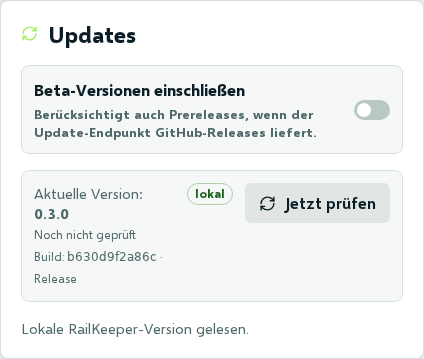 Updates
Beta-Versionen einschließen
Berücksichtigt auch Prereleases, wenn der
Update-Endpunkt GitHub-Releases liefert.
Aktuelle Version:
0.3.0
lokal
Jetzt prüfen
Noch nicht geprüft
Build: b630d9f2a86c ·
Release
Lokale RailKeeper-Version gelesen.